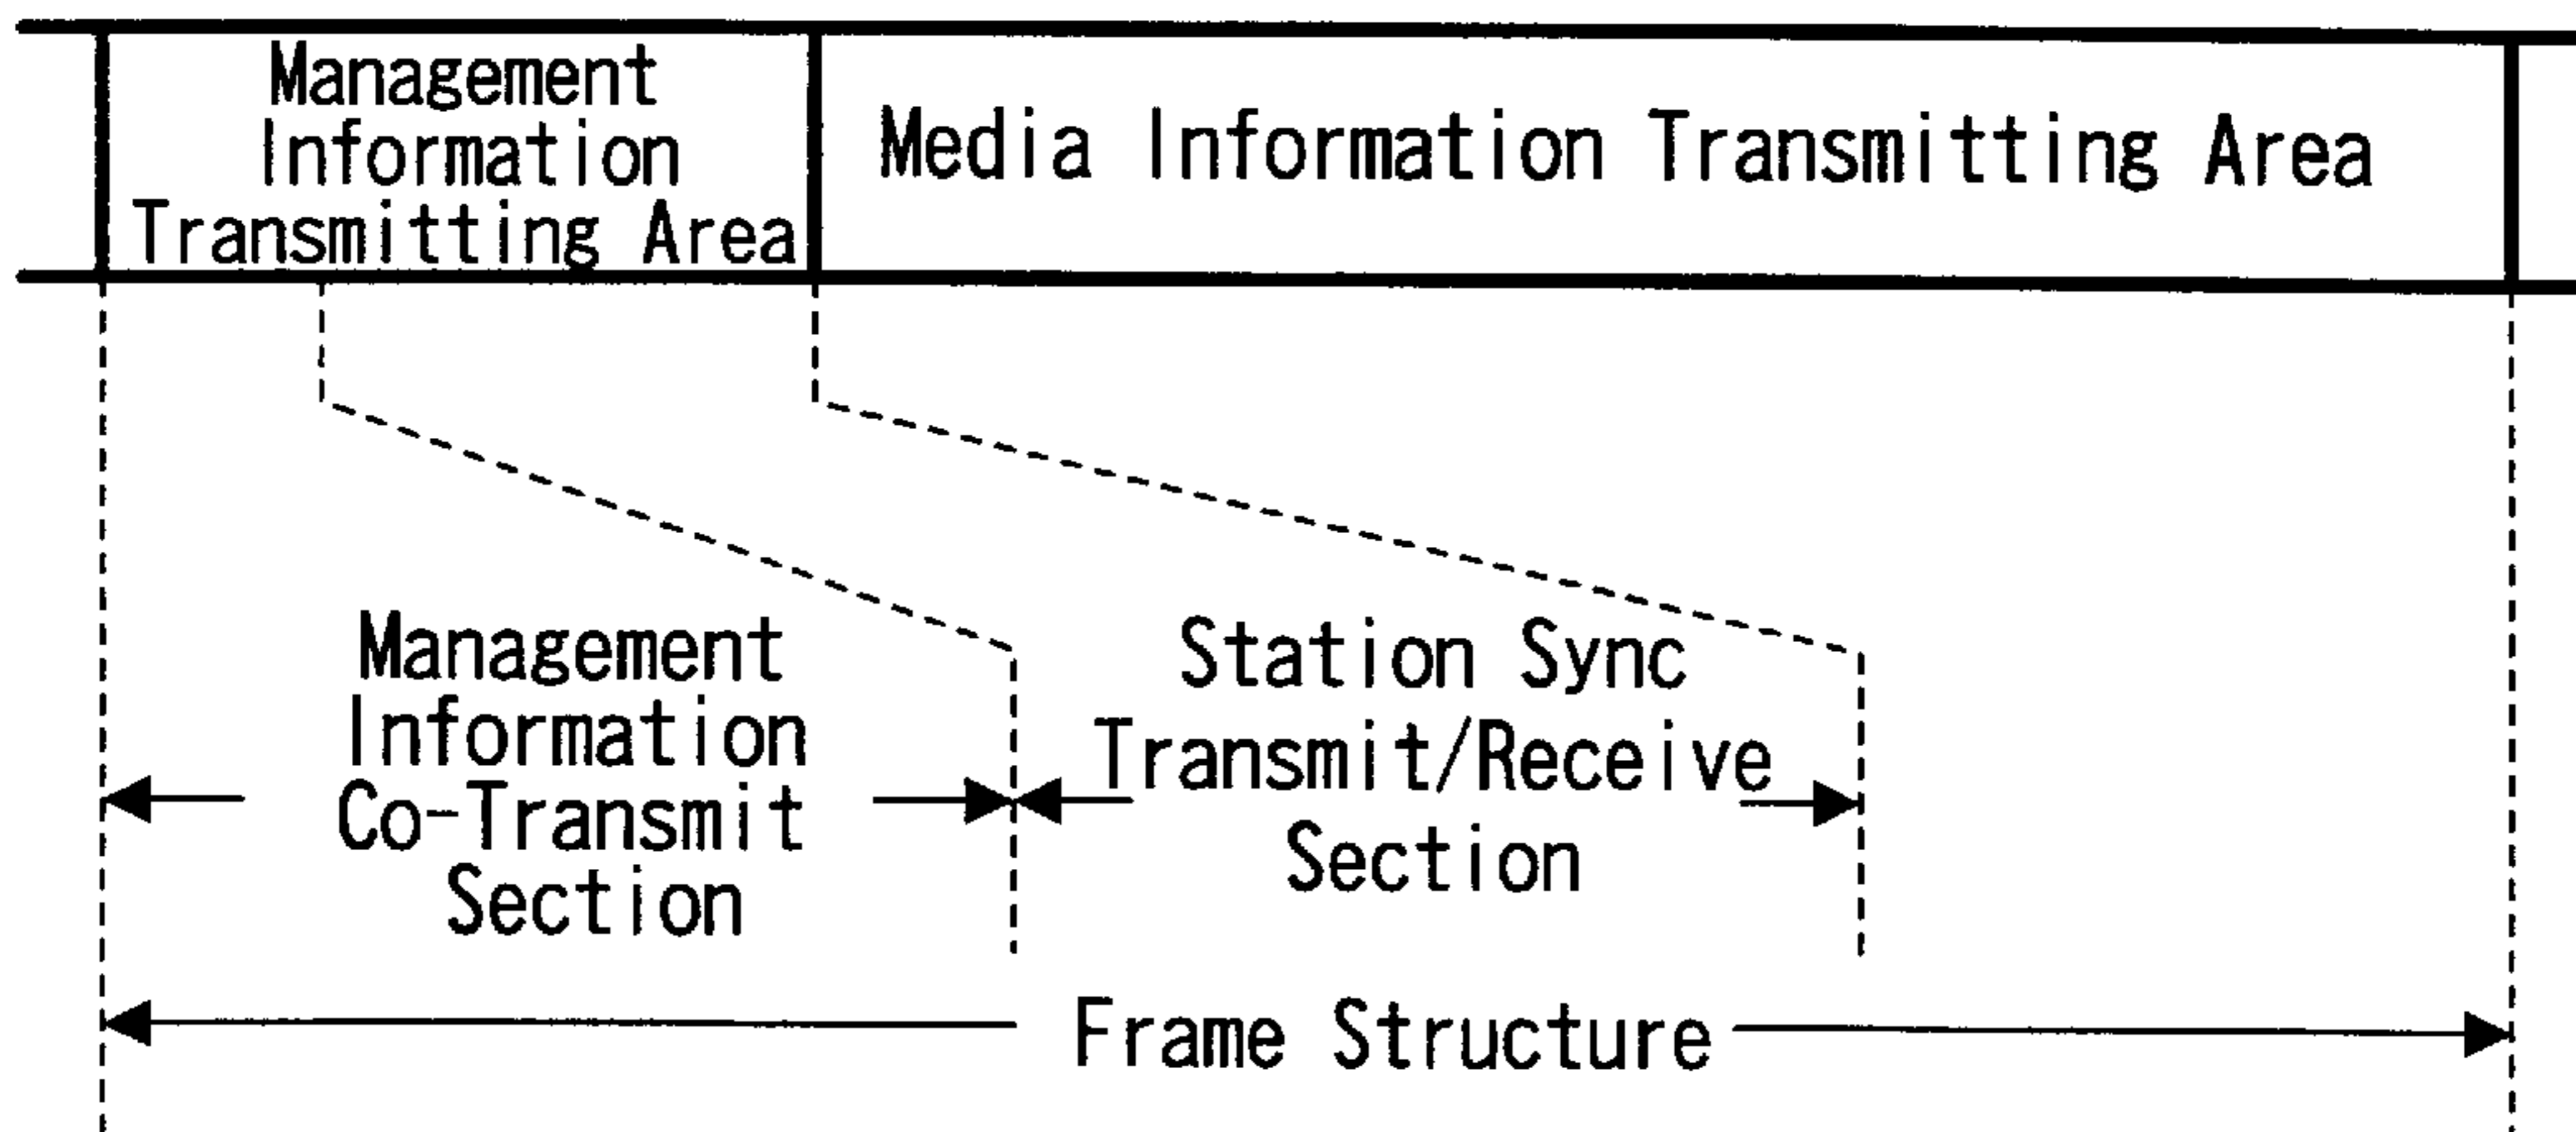 Management
Information
Transmitting Area
Media Information Transmitting Area
Management
Information
Co-Transmit
Section
Station Sync
Transmit/Receive
Section
Frame Structure